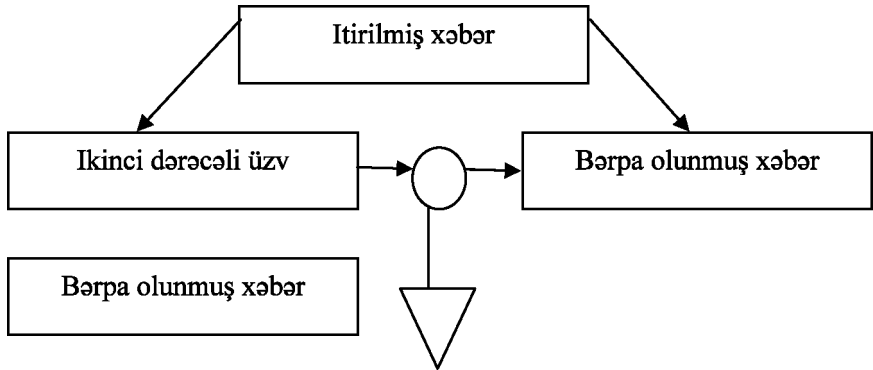 Itirilmiş xəbər
Ikinci dərəcəli üzv
Bərpa olunmuş xəbər
Bərpa olunmuş xəbər